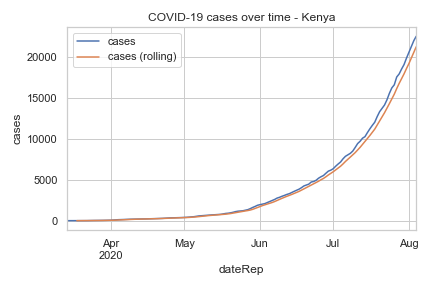 COVID-19 cases over time - Kenya
cases
cases (rolling)
20000
15000
10000
5000
0
cases
Apr
2020
May
Jun
Jul
Aug
dateRep